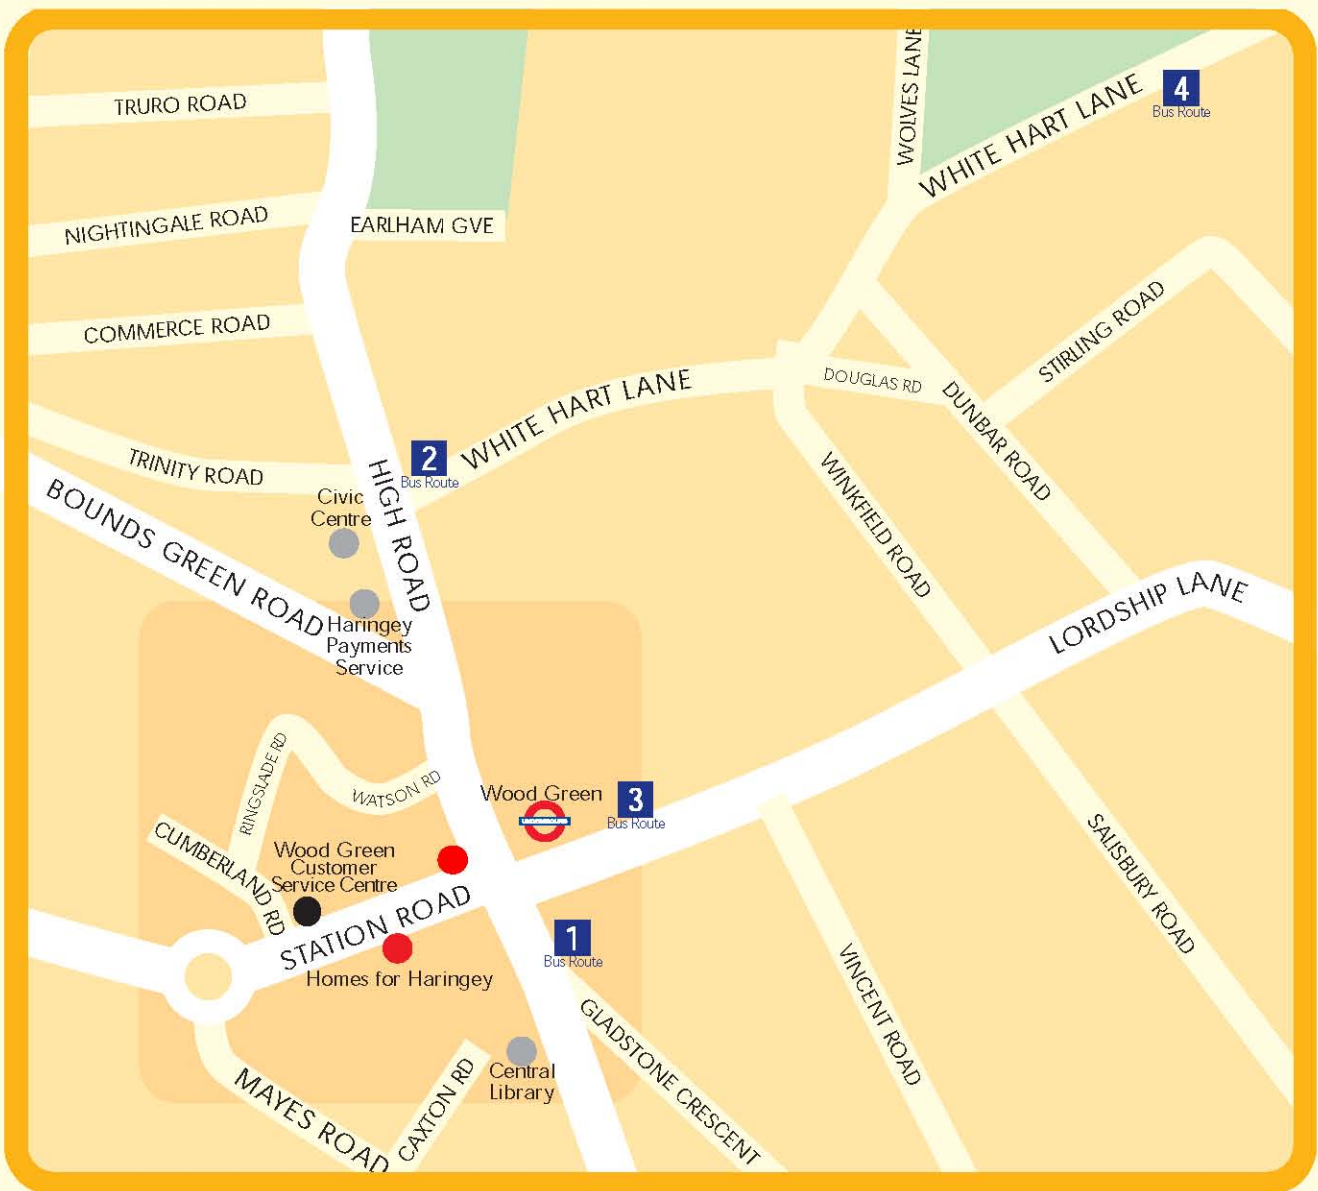 WOLVES LANE
4
Bus Route
TRURO ROAD
WHITE HART LANE
NIGHTINGALE ROAD
EARLHAM GVE
COMMERCE ROAD
STIRLING ROAD
DOUGLAS RD
WHITE HART LANE
DUNBAR ROAD
2
Bus Route
TRINITY ROAD
HIGH ROAD
Civic
Centre
WINKFIELD ROAD
BOUNDS GREEN ROAD
LORDSHIP LANE
Haringey
Payments
Service
RINGSLADE RD
WATSON RD
Wood Green
UNDERGROUND
3
Bus Route
CUMBERLAND RD
Wood Green
Customer
Service Centre
SALISBURY ROAD
STATION ROAD
1
Bus Route
Homes for Haringey
VINCENT ROAD
GLADSTONE CRESCENT
Central
Library
MAYES ROAD
CAXTON RD